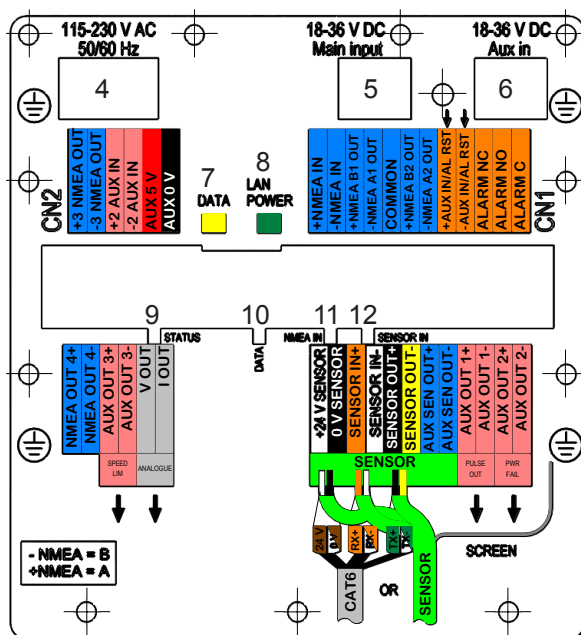 115-230 V AC
50/60 Hz
18-36 V DC
Main input
18-36 V DC
Aux in
4
5
6
CN2
+3 NMEA OUT
-3 NMEA OUT
+2 AUX IN
-2 AUX IN
AUX 5 V
AUX 0 V
7
DATA
8
LAN
POWER
+NMEA IN
-NMEA IN
+NMEA B1 OUT
-NMEA A1 OUT
COMMON
+NMEA B2 OUT
-NMEA A2 OUT
+AUX IN/AL RST
-AUX IN/AL RST
ALARM NC
ALARM NO
ALARM C
CN1
9
STATUS
10
DATA
11
NMEA IN
12
SENSOR IN
NMEA OUT 4+
NMEA OUT 4-
AUX OUT 3+
AUX OUT 3-
V OUT
I OUT
SPEED
LIM
ANALOGUE
+24 V SENSOR
0 V SENSOR
SENSOR IN+
SENSOR IN-
SENSOR OUT+
SENSOR OUT-
AUX SEN OUT+
AUX SEN OUT-
AUX OUT 1+
AUX OUT 1-
AUX OUT 2+
AUX OUT 2-
SENSOR
PULSE
OUT
PWR
FAIL
24 V
0 V
RX+
RX-
TX+
TX-
CAT6
OR
SENSOR
SCREEN
- NMEA = B
+NMEA = A